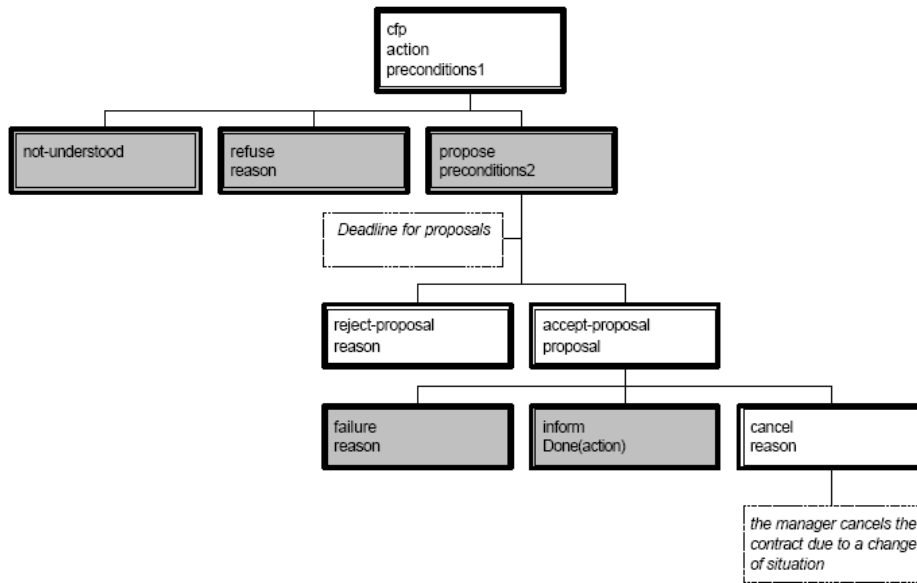 cfp
action
preconditions1
not-understood
refuse
reason
propose
preconditions2
Deadline for proposals
reject-proposal
reason
accept-proposal
proposal
failure
reason
inform
Done(action)
cancel
reason
the manager cancels the
contract due to a change
of situation